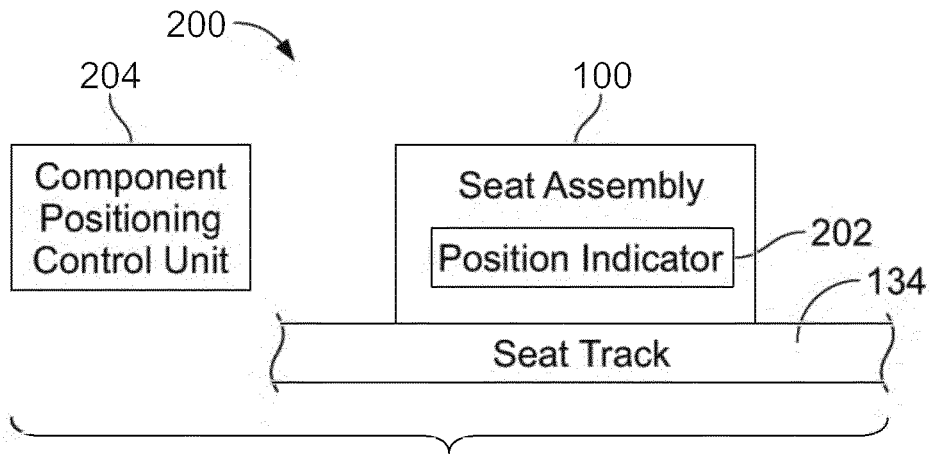 200
204
100
Component
Positioning
Control Unit
Seat Assembly
Position Indicator
202
134
Seat Track